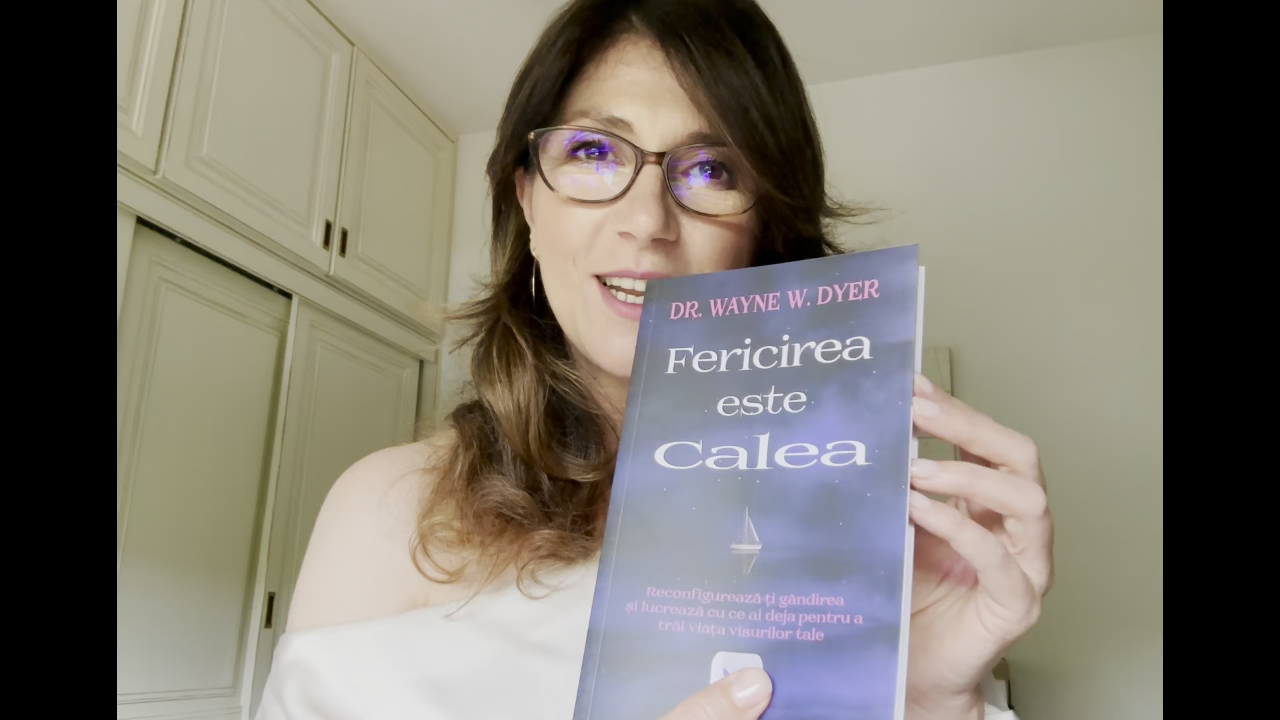 DR. WAYNE W. DYER
Fericirea
este
Calea
Reconfigurează-ți gândirea
și lucrează cu ce ai deja pentru a
trăi viața visurilor tale